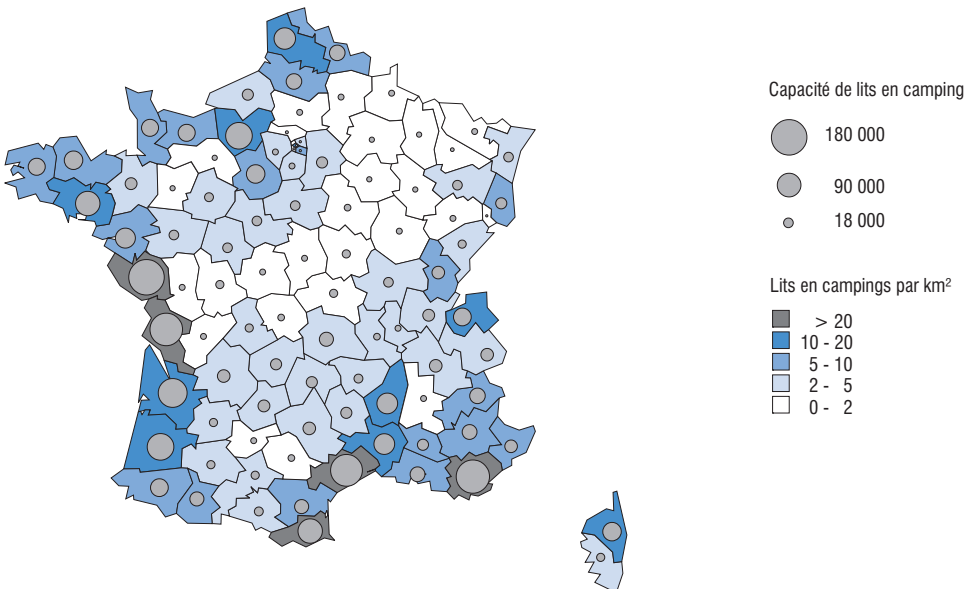 Capacité de lits en camping
180 000
90 000
18 000
Lits en campings par km²
> 20
10 - 20
5 - 10
2 - 5
0 - 2